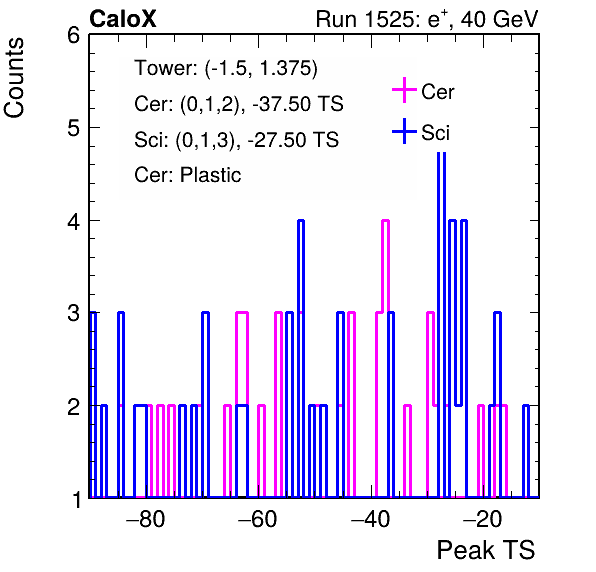 CaloX Run 1525: e⁺, 40 GeV
Tower: (-1.5, 1.375)
Cer: (0,1,2), -37.50 TS
Sci: (0,1,3), -27.50 TS
Cer: Plastic
Cer
Sci
Counts
6
5
4
3
2
1
−80 −60 −40 −20
Peak TS